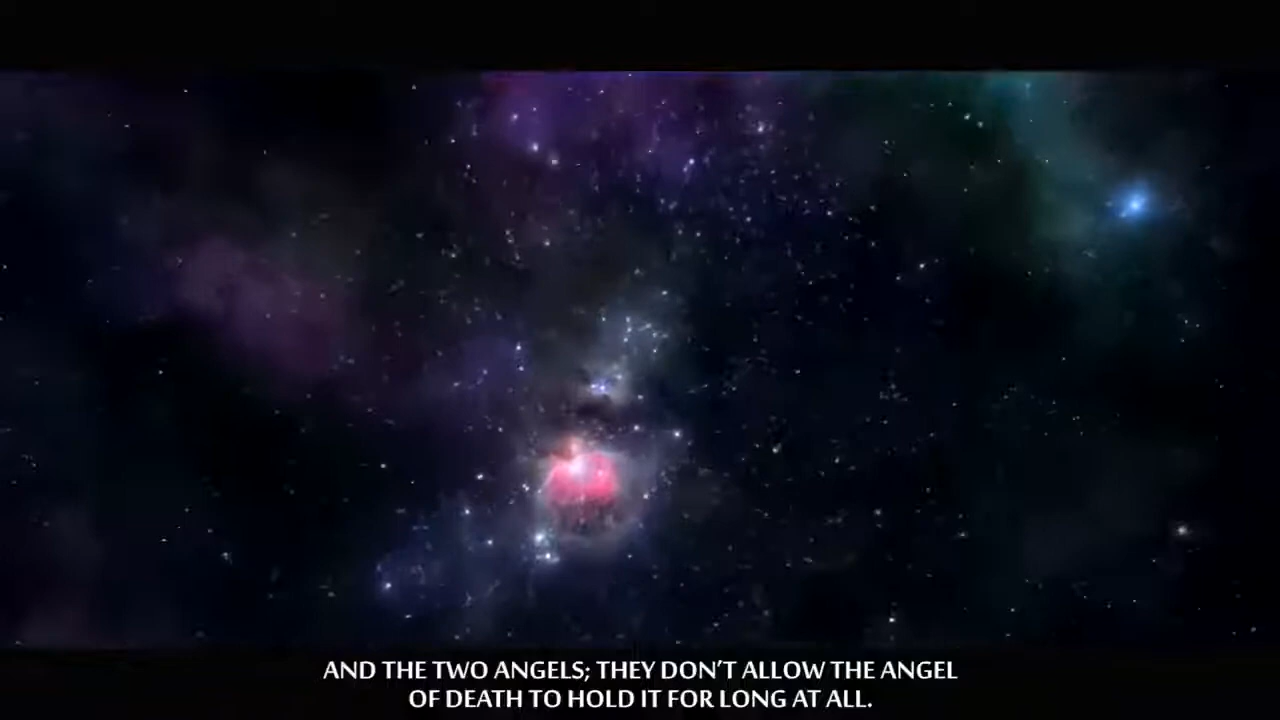 AND THE TWO ANGELS; THEY DON'T ALLOW THE ANGEL
OF DEATH TO HOLD IT FOR LONG AT ALL.